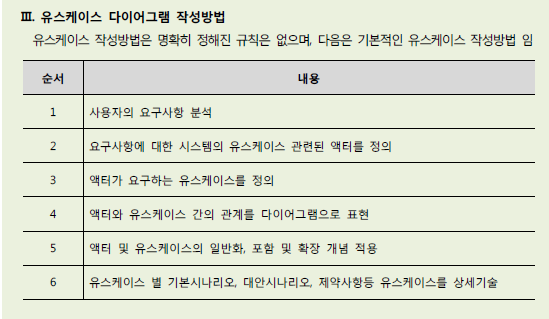 Ⅲ. 유스케이스 다이어그램 작성방법
유스케이스 작성방법은 명확히 정해진 규칙은 없으며, 다음은 기본적인 유스케이스 작성방법 임
순서 내용
1 사용자의 요구사항 분석
2 요구사항에 대한 시스템의 유스케이스 관련된 액터를 정의
3 액터가 요구하는 유스케이스를 정의
4 액터와 유스케이스 간의 관계를 다이어그램으로 표현
5 액터 및 유스케이스의 일반화, 포함 및 확장 개념 적용
6 유스케이스 별 기본시나리오, 대안시나리오, 제약사항등 유스케이스를 상세기술